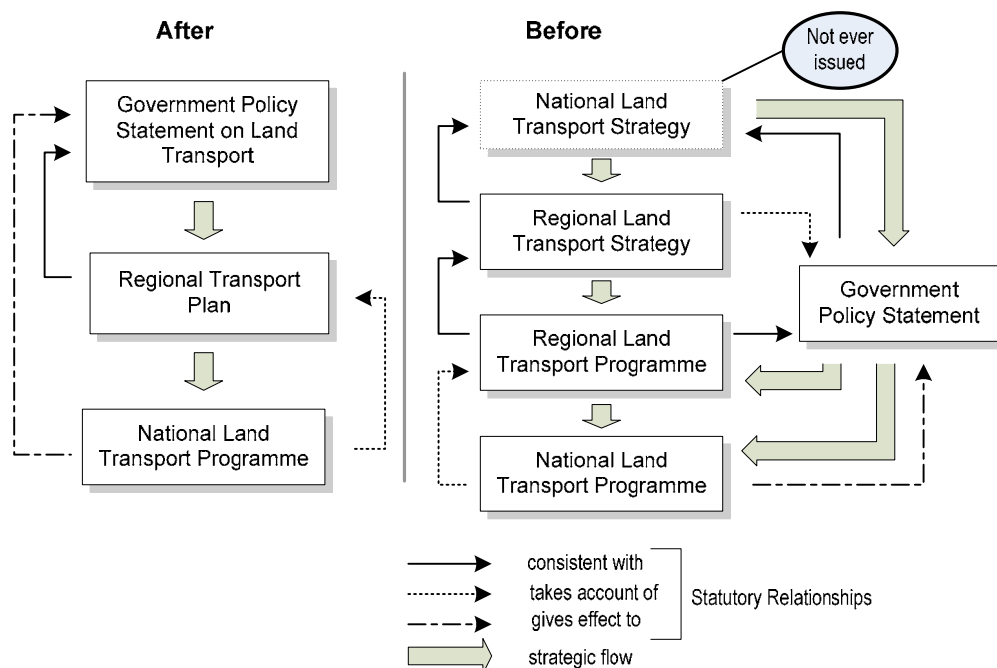 After
Government Policy
Statement on Land
Transport
Regional Transport
Plan
National Land
Transport Programme
Before
Not ever
issued
National Land
Transport Strategy
Regional Land
Transport Strategy
Government
Policy Statement
Regional Land
Transport Programme
National Land
Transport Programme
consistent with
takes account of
gives effect to
Statutory Relationships
strategic flow